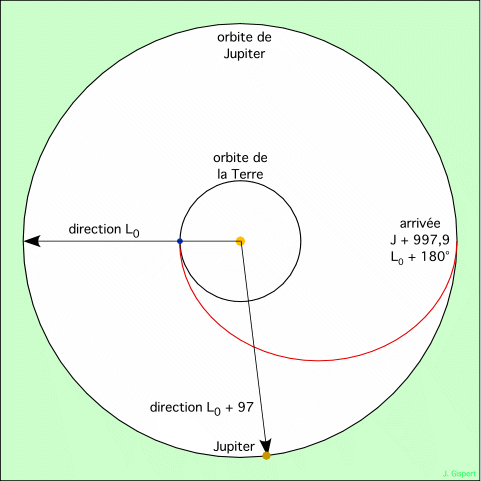 orbite de
Jupiter
orbite de
la Terre
direction L0
arrivée
J + 997,9
L0 + 180°
direction L0 + 97
Jupiter
J. Gispert